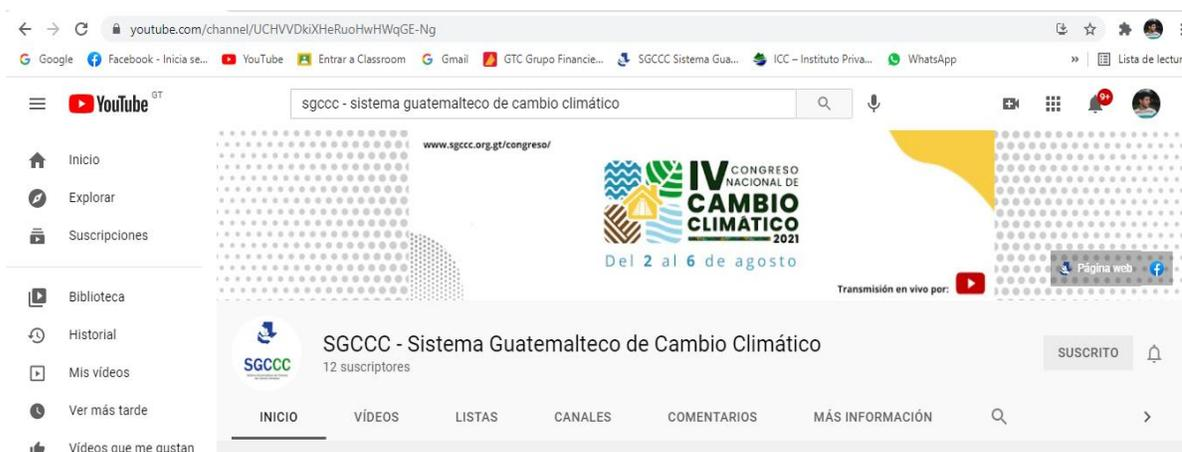 youtube.com/channel/UCHVVDkiXHeRuoHwHWqGE-Ng
Google Facebook - Inicia se... YouTube Entrar a Classroom Gmail GTC Grupo Financie... SGCCC Sistema Gua... ICC – Instituto Priva... WhatsApp » Lista de lectur
YouTube GT
sgccc - sistema guatemalteco de cambio climático
9+
Inicio
Explorar
Suscripciones
Biblioteca
Historial
Mis vídeos
Ver más tarde
Vídeos que me gustan
www.sgccc.org.gt/congreso/
IV CONGRESO
NACIONAL DE
CAMBIO
CLIMÁTICO
2021
Del 2 al 6 de agosto
Transmisión en vivo por:
Página web
SGCCC
SGCCC - Sistema Guatemalteco de Cambio Climático
12 suscriptores
SUSCRITO
INICIO VÍDEOS LISTAS CANALES COMENTARIOS MÁS INFORMACIÓN